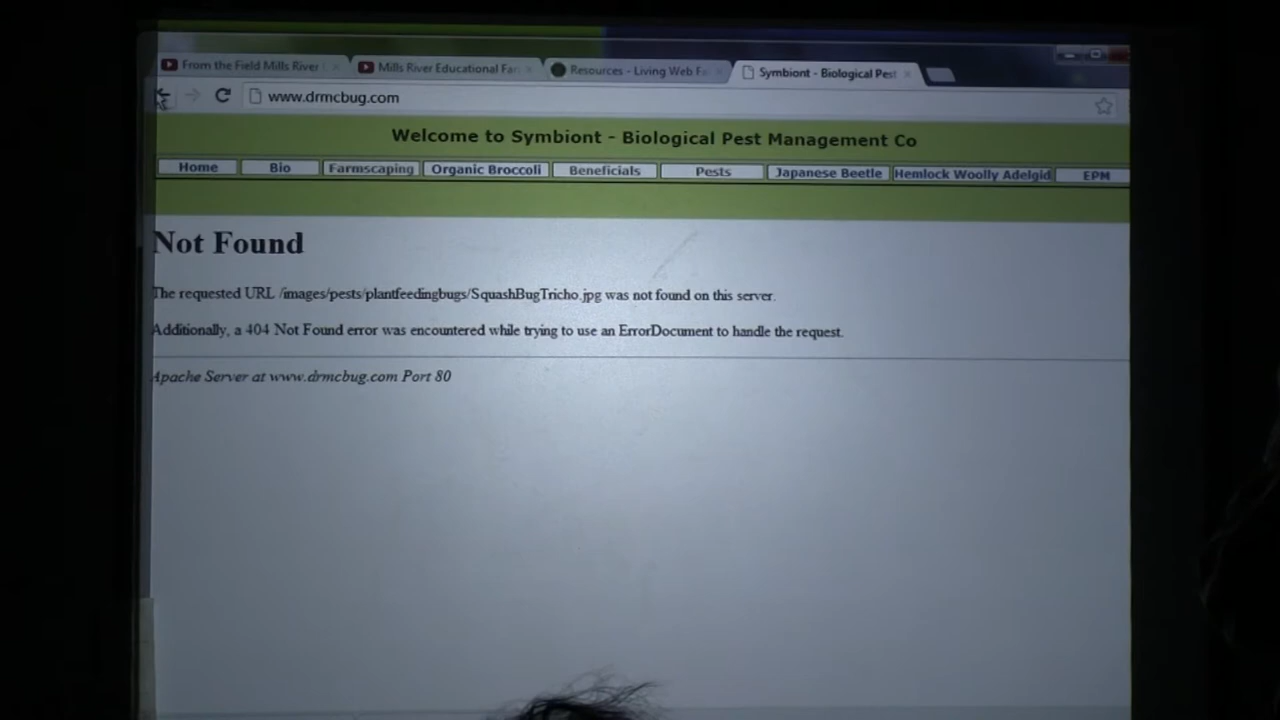 From the Field Mills River
Mills River Educational Far
Resources - Living Web Fa
Symbiont - Biological Pest
www.drmcbug.com
Welcome to Symbiont - Biological Pest Management Co
Home Bio Farmscaping Organic Broccoli Beneficials Pests Japanese Beetle Hemlock Woolly Adelgid EPM
Not Found
The requested URL /images/pests/plantfeedingbugs/SquashBugTricho.jpg was not found on this server.
Additionally, a 404 Not Found error was encountered while trying to use an ErrorDocument to handle the request.
Apache Server at www.drmcbug.com Port 80